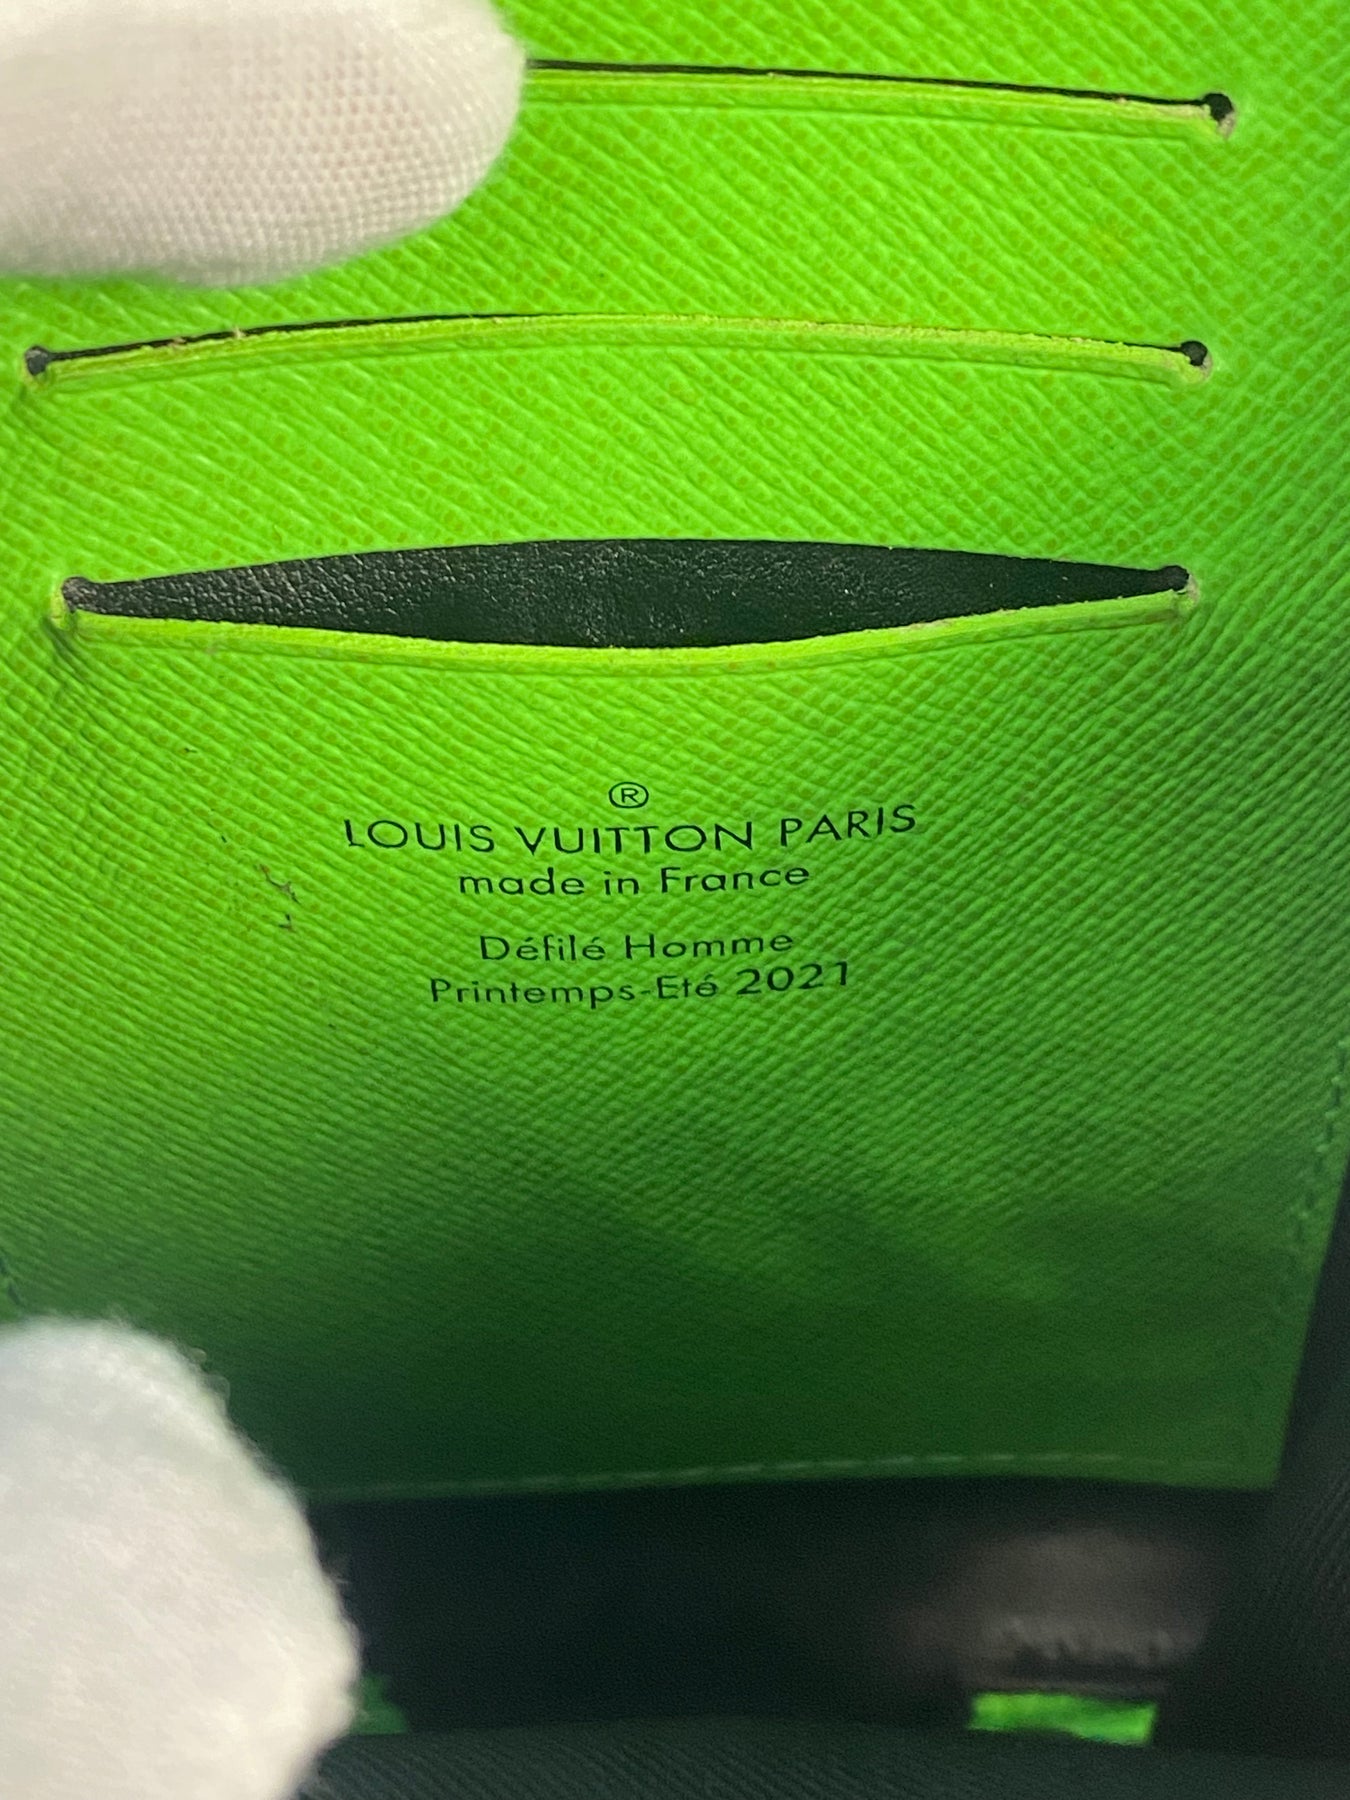 ®
LOUIS VUITTON PARIS
made in France
Défilé Homme
Printemps-Eté 2021